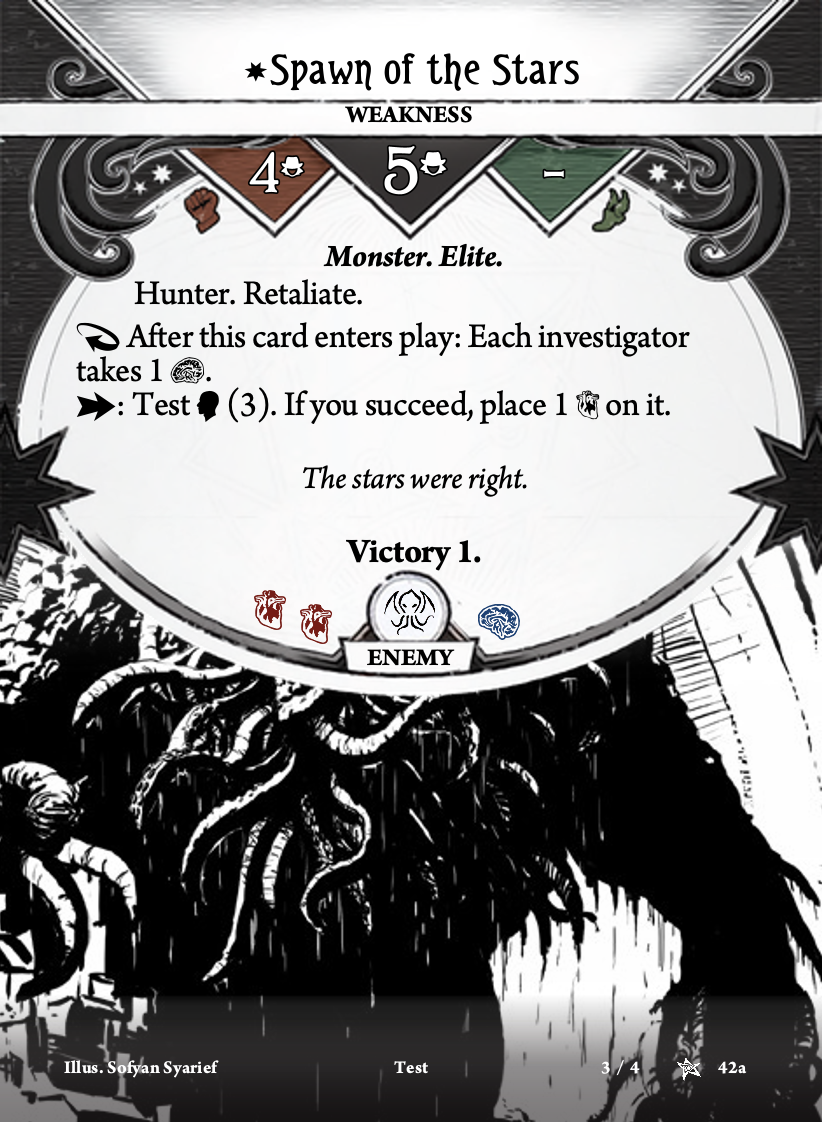 Spawn of the Stars
WEAKNESS
4 5 –
Monster. Elite.
Hunter. Retaliate.
After this card enters play: Each investigator
takes 1 .
: Test (3). If you succeed, place 1 on it.
The stars were right.
Victory 1.
ENEMY
Illus. Sofyan Syarief Test 3 / 4 42a